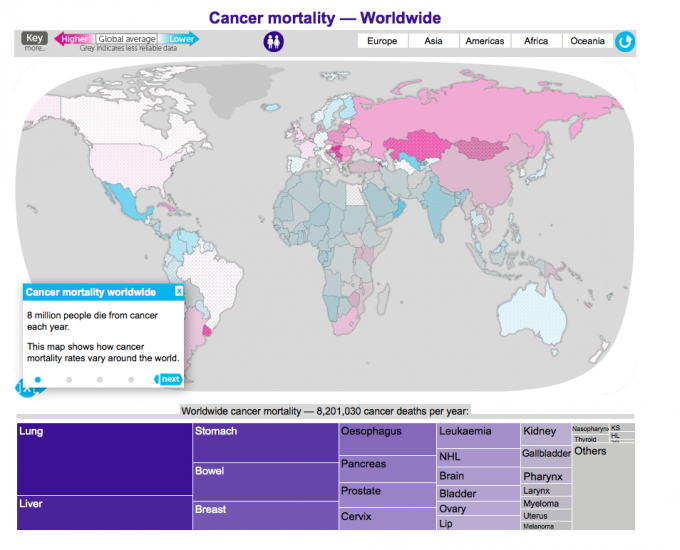 Cancer mortality — Worldwide
Key
more...
Higher
Global average
Lower
Grey indicates less reliable data
Europe
Asia
Americas
Africa
Oceania
Cancer mortality worldwide
x
8 million people die from cancer
each year.
This map shows how cancer
mortality rates vary around the world.
next
Worldwide cancer mortality — 8,201,030 cancer deaths per year:
Lung
Liver
Stomach
Bowel
Breast
Oesophagus
Pancreas
Prostate
Cervix
Leukaemia
NHL
Brain
Bladder
Ovary
Lip
Kidney
Gallbladder
Pharynx
Larynx
Myeloma
Uterus
Melanoma
Nasopharynx
Thyroid
KS
HL
Others